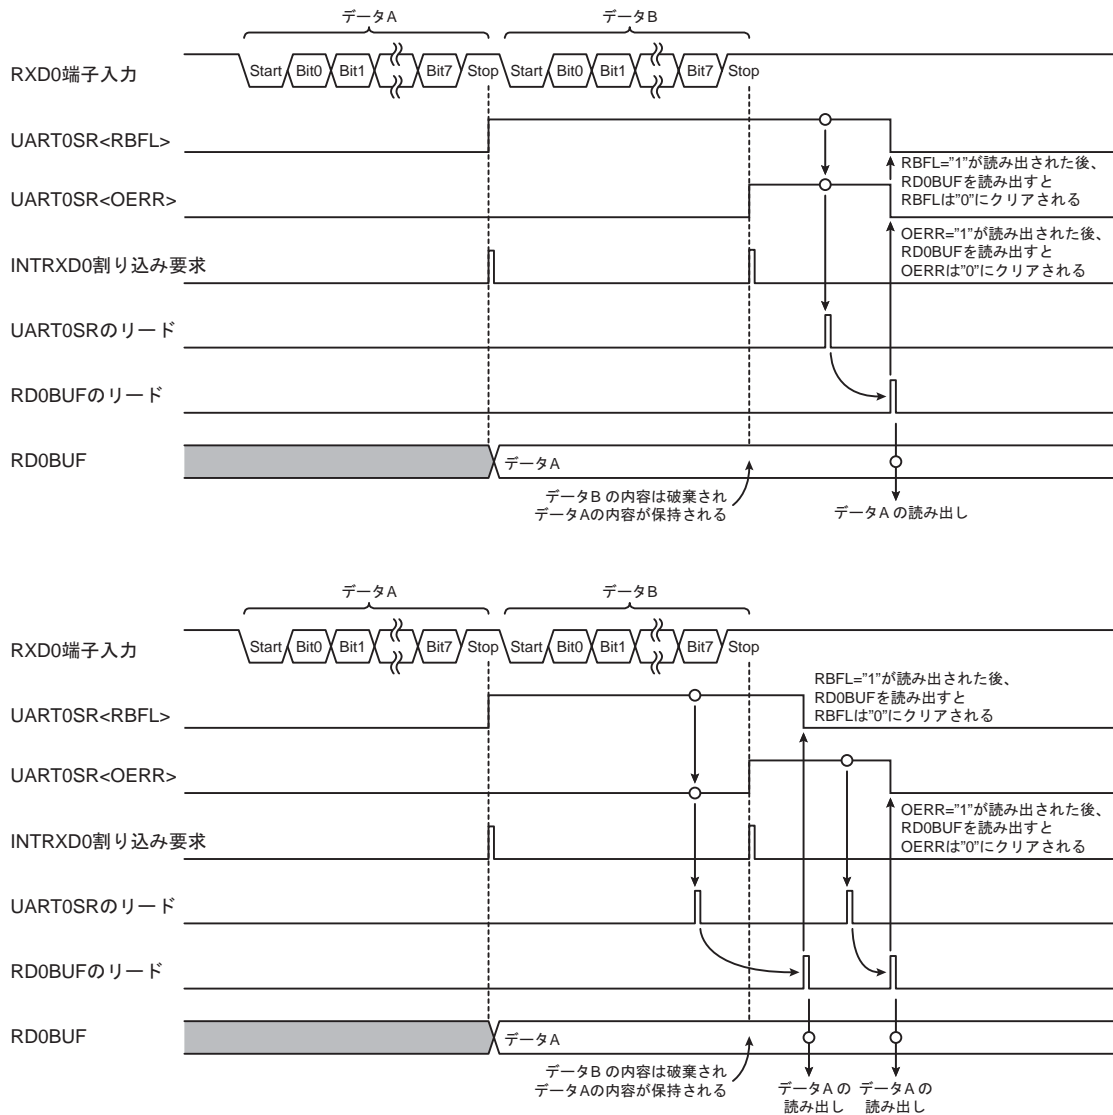 データA
データB
RXD0端子入力
Start Bit0 Bit1 Bit7 Stop Start Bit0 Bit1 Bit7 Stop
UART0SR<RBFL>
RBFL="1"が読み出された後、
RD0BUFを読み出すと
RBFLは"0"にクリアされる
UART0SR<OERR>
OERR="1"が読み出された後、
RD0BUFを読み出すと
OERRは"0"にクリアされる
INTRXD0割り込み要求
UART0SRのリード
RD0BUFのリード
RD0BUF
データA
データB の内容は破棄され
データAの内容が保持される
データA の読み出し
データA
データB
RXD0端子入力
Start Bit0 Bit1 Bit7 Stop Start Bit0 Bit1 Bit7 Stop
RBFL="1"が読み出された後、
RD0BUFを読み出すと
RBFLは"0"にクリアされる
UART0SR<RBFL>
UART0SR<OERR>
OERR="1"が読み出された後、
RD0BUFを読み出すと
OERRは"0"にクリアされる
INTRXD0割り込み要求
UART0SRのリード
RD0BUFのリード
RD0BUF
データA
データB の内容は破棄され
データAの内容が保持される
データA の
読み出し
データA の
読み出し